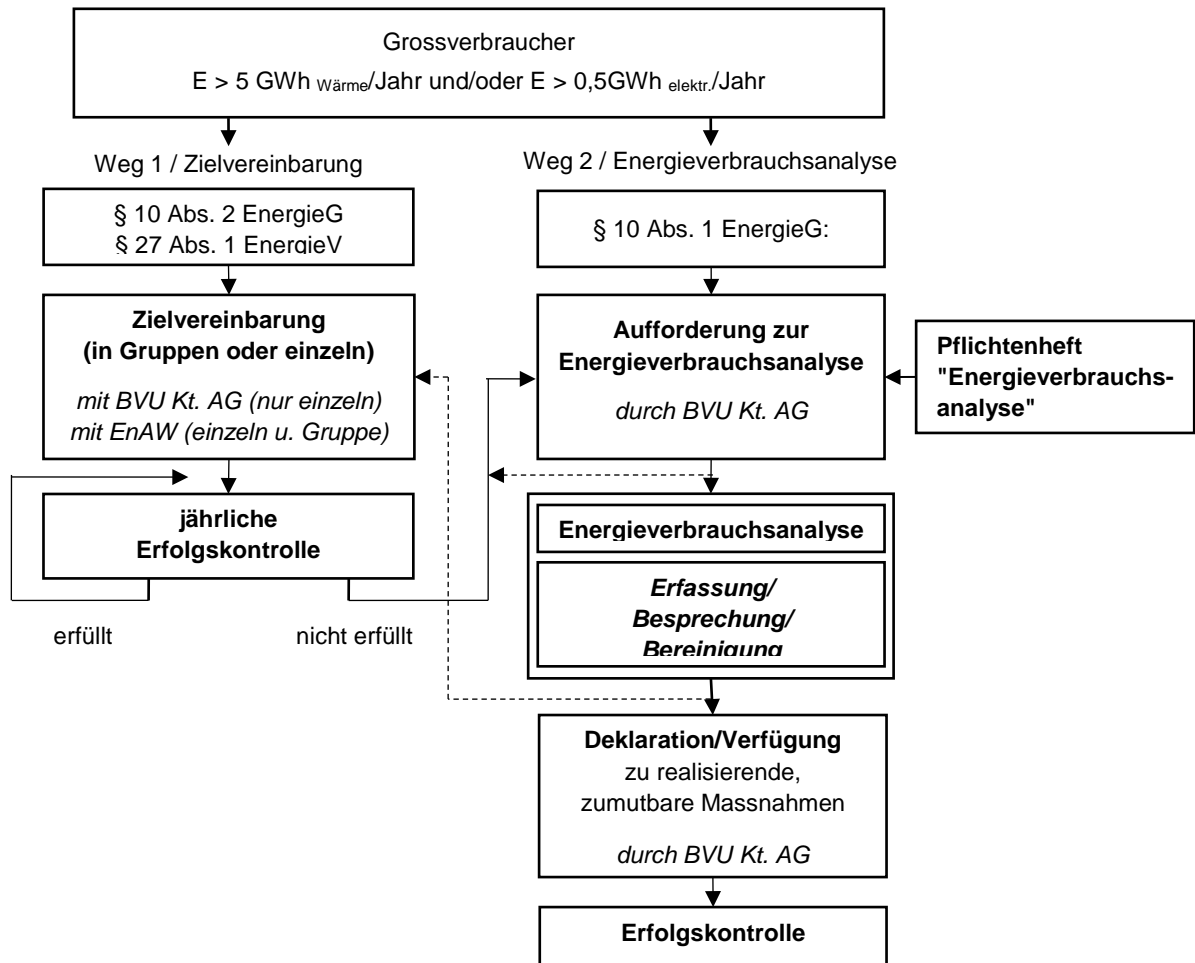 Grossverbraucher
E > 5 GWh Wärme/Jahr und/oder E > 0,5GWh elektr./Jahr
Weg 1 / Zielvereinbarung
Weg 2 / Energieverbrauchsanalyse
§ 10 Abs. 2 EnergieG
§ 27 Abs. 1 EnergieV
§ 10 Abs. 1 EnergieG:
Zielvereinbarung
(in Gruppen oder einzeln)
mit BVU Kt. AG (nur einzeln)
mit EnAW (einzeln u. Gruppe)
Aufforderung zur
Energieverbrauchsanalyse
durch BVU Kt. AG
Pflichtenheft
"Energieverbrauchs-
analyse"
jährliche
Erfolgskontrolle
erfüllt
nicht erfüllt
Energieverbrauchsanalyse
Erfassung/
Besprechung/
Bereinigung
Deklaration/Verfügung
zu realisierende,
zumutbare Massnahmen
durch BVU Kt. AG
Erfolgskontrolle